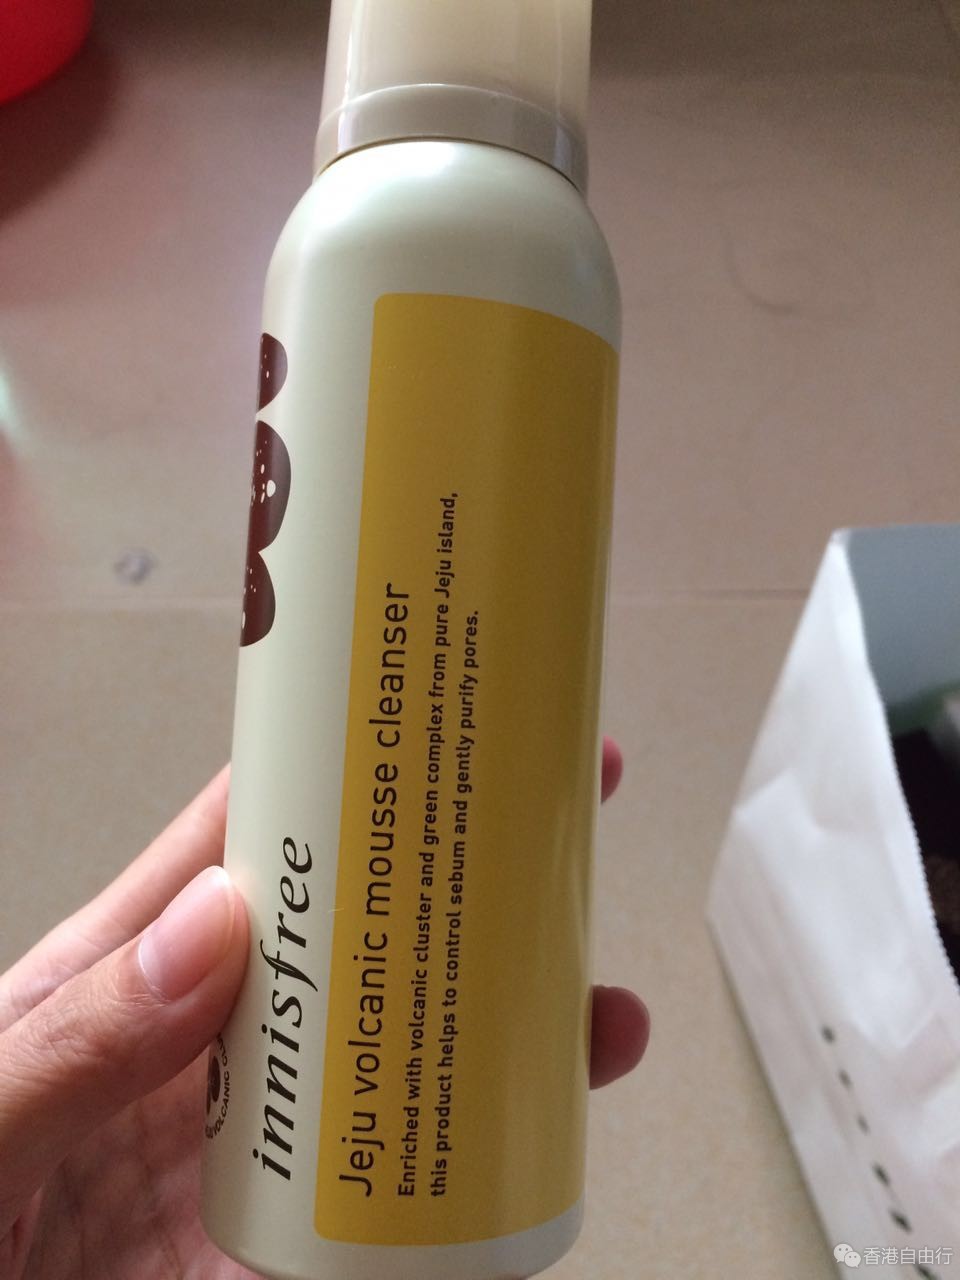 innisfree
Jeju volcanic mousse cleanser
Enriched with volcanic cluster and green complex from pure Jeju island,
this product helps to control sebum and gently purify pores.
VOLCANIC
香港自由行